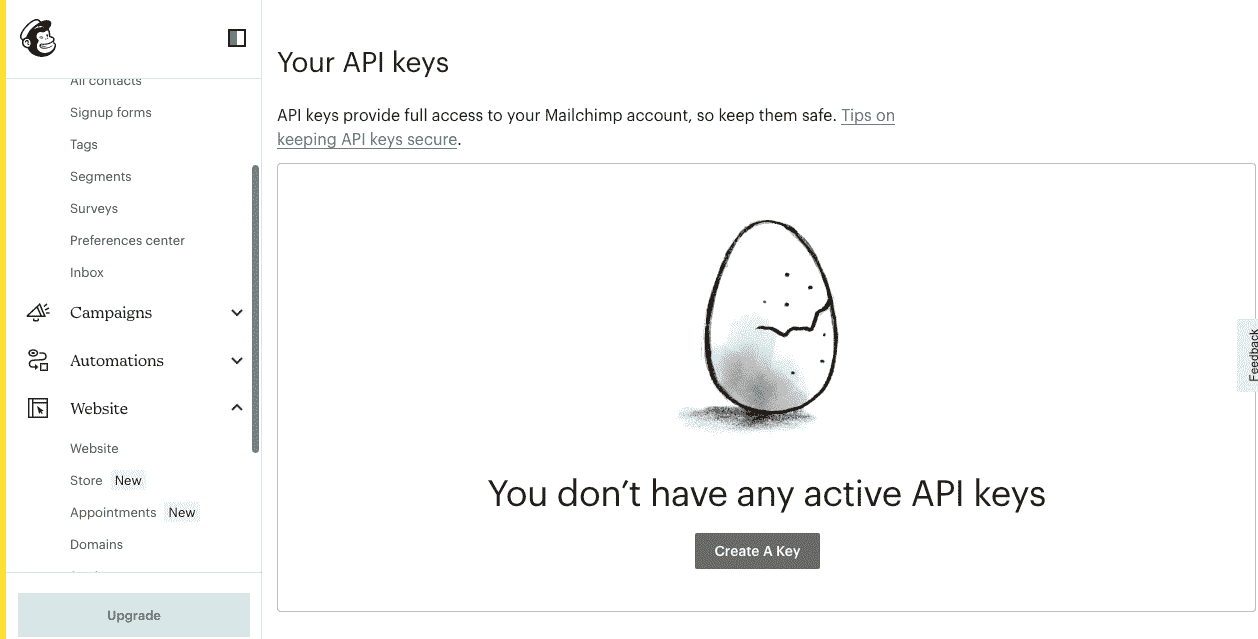 All contacts
Signup forms
Tags
Segments
Surveys
Preferences center
Inbox
Campaigns
Automations
Website
Website
Store New
Appointments New
Domains
Upgrade
Your API keys
API keys provide full access to your Mailchimp account, so keep them safe. Tips on
keeping API keys secure.
You don’t have any active API keys
Create A Key
Feedback